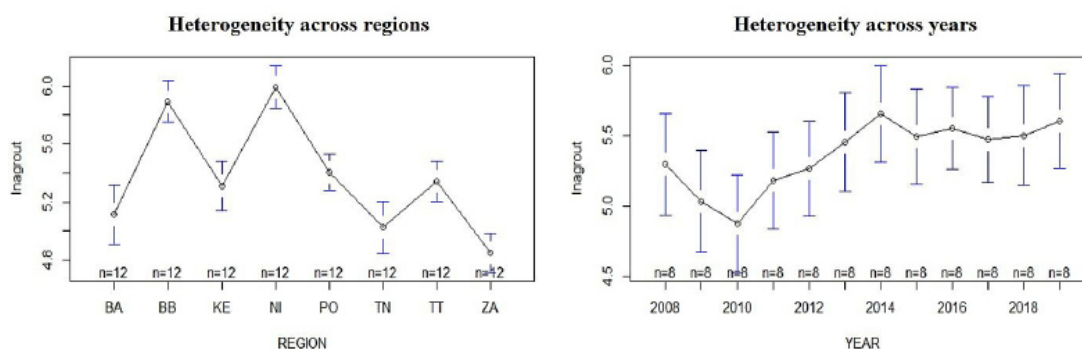 Heterogeneity across regions
lnagrout
6.0
5.6
5.2
4.8
n=12 n=12 n=12 n=12 n=12 n=12 n=12 n=12
BA BB KE NI PO TN TT ZA
REGION
Heterogeneity across years
lnagrout
6.0
5.5
5.0
4.5
n=8 n=8 n=8 n=8 n=8 n=8 n=8 n=8 n=8 n=8 n=8 n=8
2008 2010 2012 2014 2016 2018
YEAR